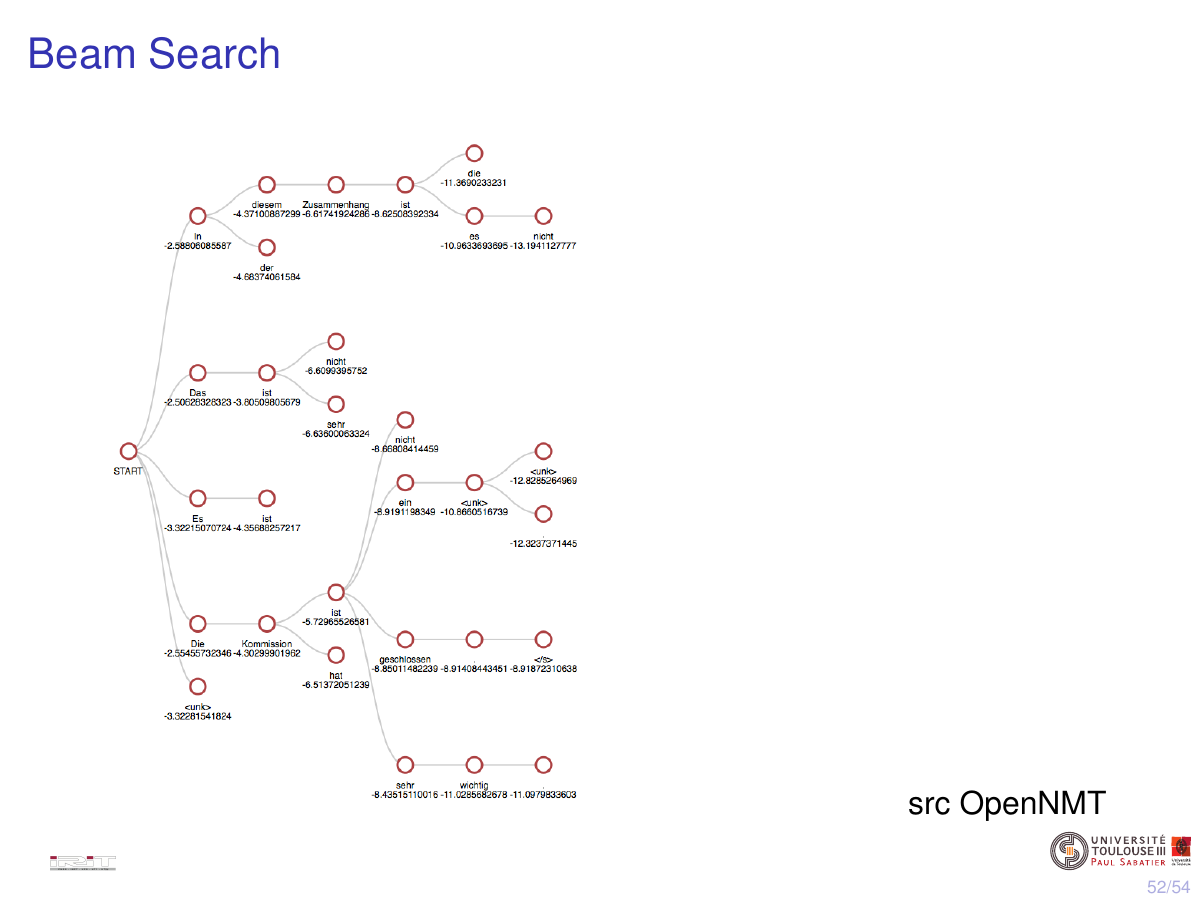 Beam Search
die
-11.3690233231
diesem
-4.37100867299
Zusammenhang
-6.61741924286
ist
-8.62508392334
In
-2.58806085587
es
-10.9633693695
nicht
-13.1941127777
der
-4.68374061584
nicht
-6.6099395752
Das
-2.50628328323
ist
-3.80509805679
sehr
-6.63600063324
nicht
-8.66808414459
START
<unk>
-12.8285264969
ein
-8.9191198349
<unk>
-10.8660516739
Es
-3.32215070724
ist
-4.35688257217
.
-12.3237371445
ist
-5.72965526581
Die
-2.55455732346
Kommission
-4.30299901962
hat
-6.51372051239
geschlossen
-8.85011482239
.
-8.91408443451
</s>
-8.91872310638
<unk>
-3.32281541824
sehr
-8.43515110016
wichtig
-11.0285682678
.
-11.0979833603
src OpenNMT
IRIT
UNIVERSITÉ
TOULOUSE III
PAUL SABATIER
52/54